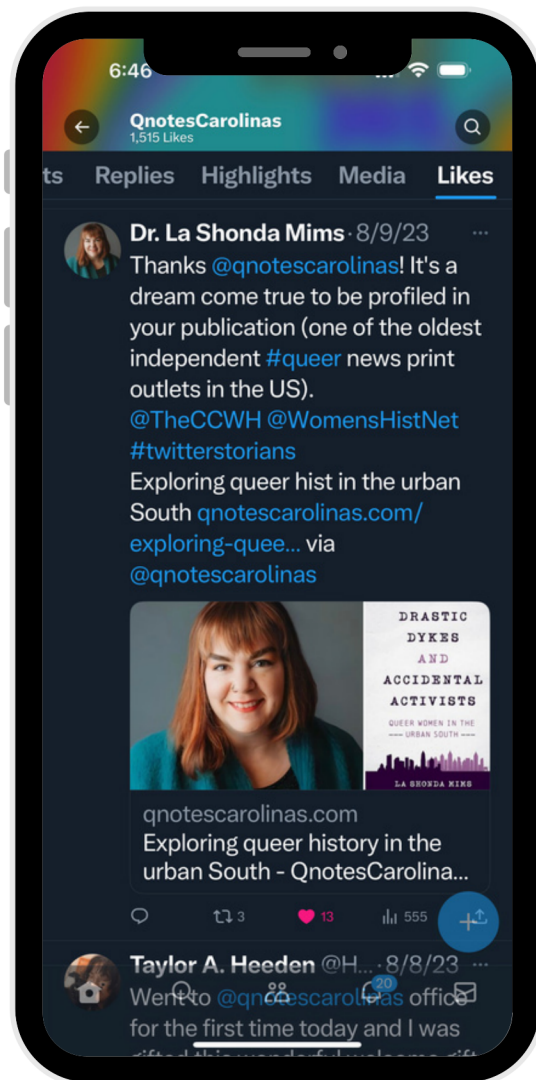 6:46
QnotesCarolinas
1,515 Likes
ts Replies Highlights Media Likes
Dr. La Shonda Mims · 8/9/23 ...
Thanks @qnotescarolinas! It's a
dream come true to be profiled in
your publication (one of the oldest
independent #queer news print
outlets in the US).
@TheCCWH @WomensHistNet
#twitterstorians
Exploring queer hist in the urban
South qnotescarolinas.com/
exploring-quee... via
@qnotescarolinas
DRASTIC
DYKES
AND
ACCIDENTAL
ACTIVISTS
QUEER WOMEN IN THE
URBAN SOUTH
LA SHONDA MIMS
qnotescarolinas.com
Exploring queer history in the
urban South - QnotesCarolina...
3 13 555
Taylor A. Heeden @H... · 8/8/23 ...
20
Went to @qnotescarolinas office
for the first time today and I was
gifted this wonderful welcome gift